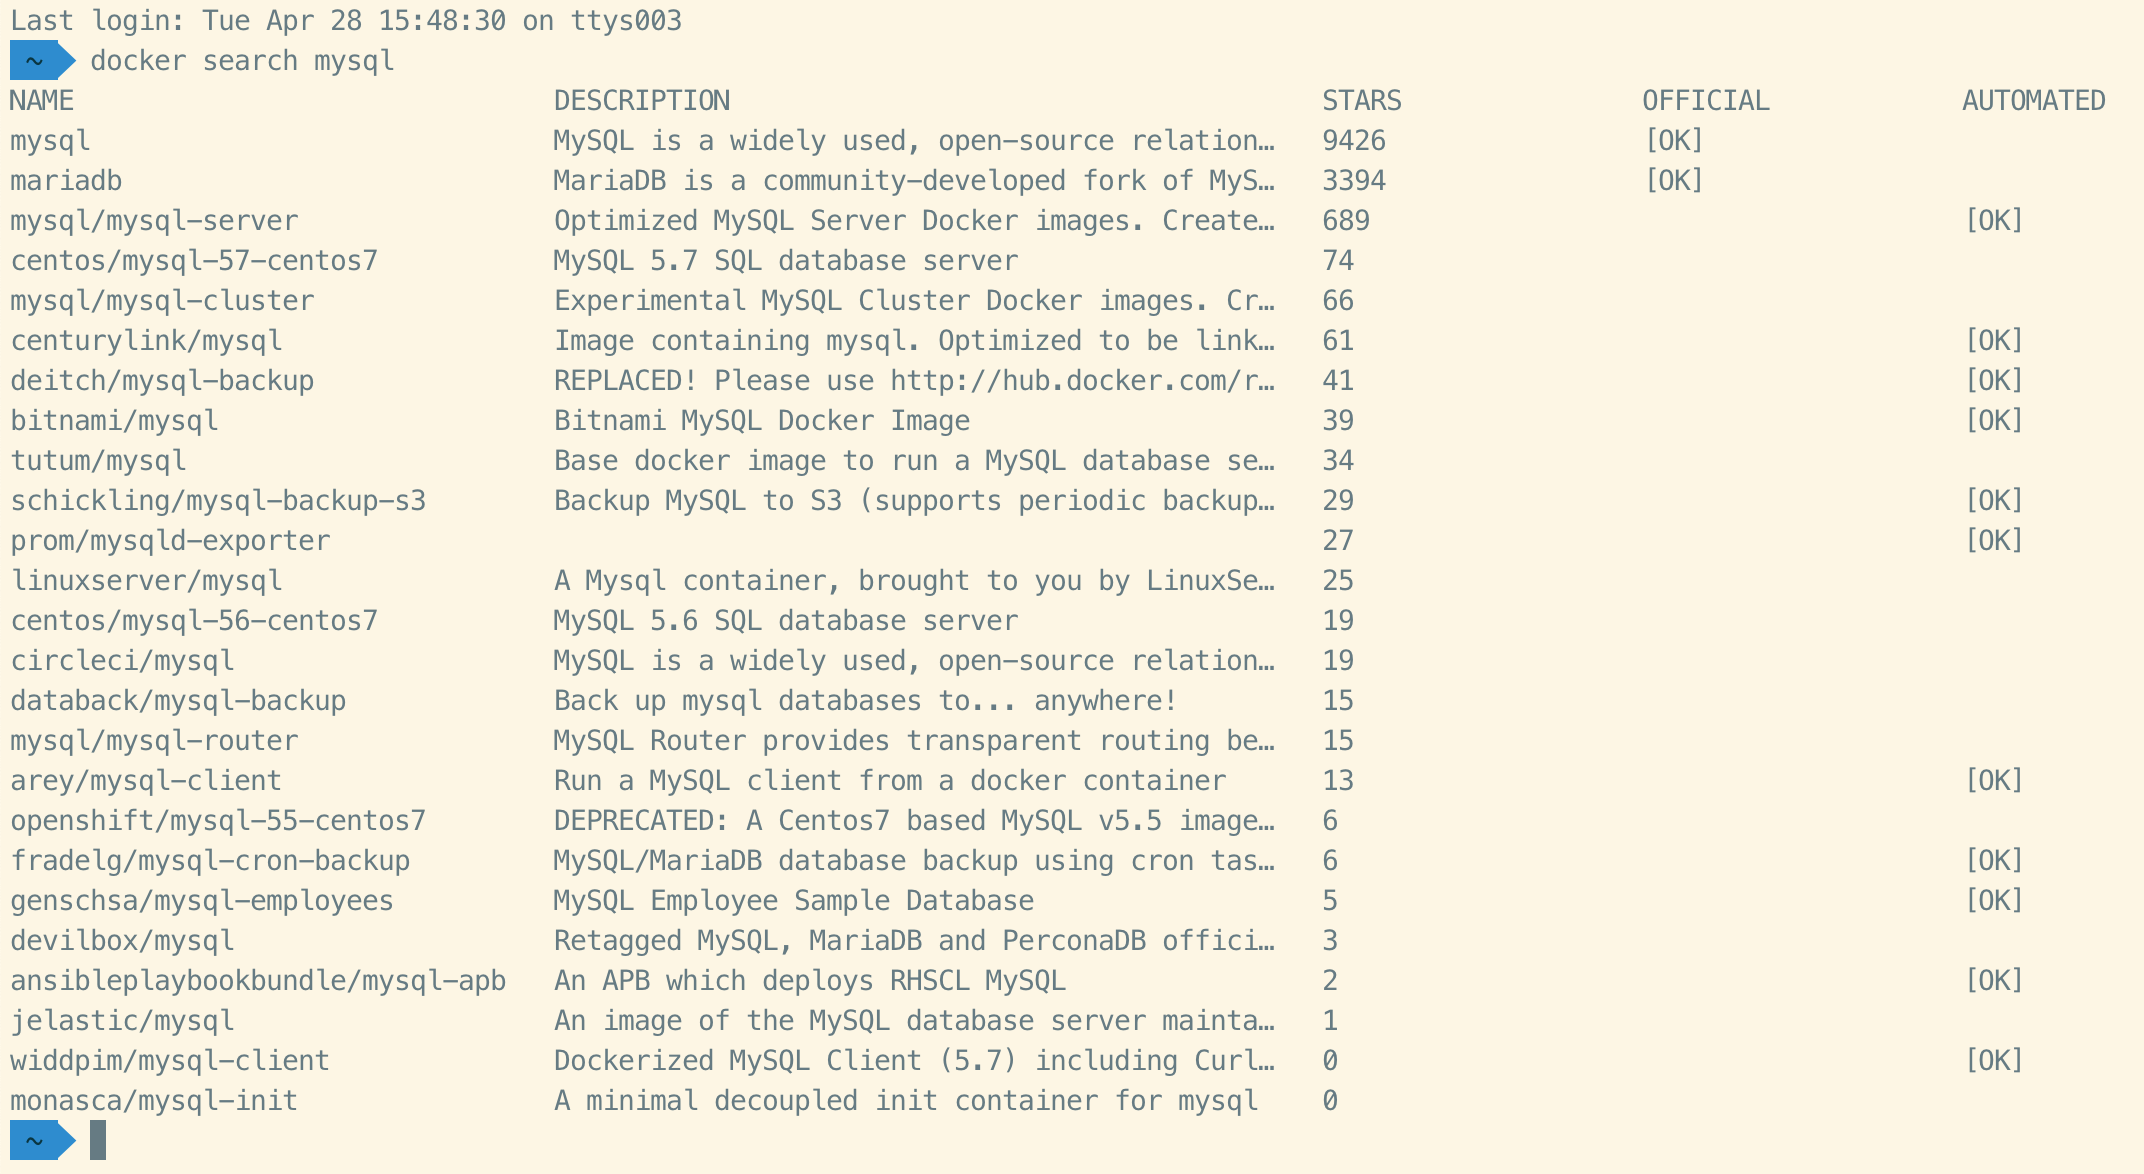 Last login: Tue Apr 28 15:48:30 on ttys003
~ docker search mysql
NAME DESCRIPTION STARS OFFICIAL AUTOMATED
mysql MySQL is a widely used, open-source relation… 9426 [OK]
mariadb MariaDB is a community-developed fork of MyS… 3394 [OK]
mysql/mysql-server Optimized MySQL Server Docker images. Create… 689 [OK]
centos/mysql-57-centos7 MySQL 5.7 SQL database server 74
mysql/mysql-cluster Experimental MySQL Cluster Docker images. Cr… 66
centurylink/mysql Image containing mysql. Optimized to be link… 61 [OK]
deitch/mysql-backup REPLACED! Please use http://hub.docker.com/r… 41 [OK]
bitnami/mysql Bitnami MySQL Docker Image 39 [OK]
tutum/mysql Base docker image to run a MySQL database se… 34
schickling/mysql-backup-s3 Backup MySQL to S3 (supports periodic backup… 29 [OK]
prom/mysqld-exporter 27 [OK]
linuxserver/mysql A Mysql container, brought to you by LinuxSe… 25
centos/mysql-56-centos7 MySQL 5.6 SQL database server 19
circleci/mysql MySQL is a widely used, open-source relation… 19
databack/mysql-backup Back up mysql databases to... anywhere! 15
mysql/mysql-router MySQL Router provides transparent routing be… 15
arey/mysql-client Run a MySQL client from a docker container 13 [OK]
openshift/mysql-55-centos7 DEPRECATED: A Centos7 based MySQL v5.5 image… 6
fradelg/mysql-cron-backup MySQL/MariaDB database backup using cron tas… 6 [OK]
genschsa/mysql-employees MySQL Employee Sample Database 5 [OK]
devilbox/mysql Retagged MySQL, MariaDB and PerconaDB offici… 3
ansibleplaybookbundle/mysql-apb An APB which deploys RHSCL MySQL 2 [OK]
jelastic/mysql An image of the MySQL database server mainta… 1
widdpim/mysql-client Dockerized MySQL Client (5.7) including Curl… 0 [OK]
monasca/mysql-init A minimal decoupled init container for mysql 0
~